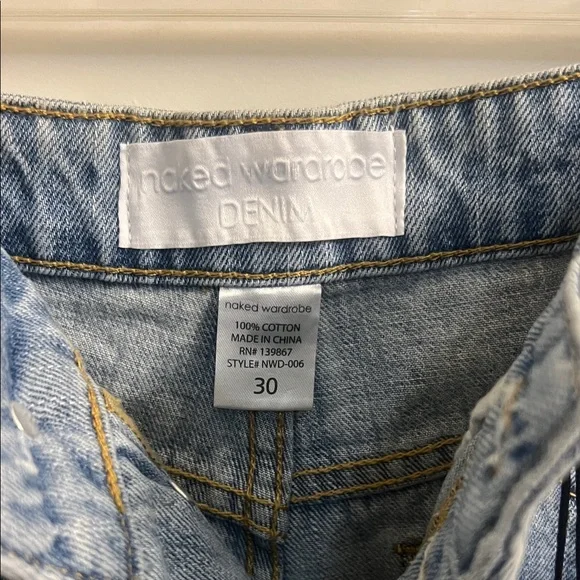 naked wardrobe
DENIM
naked wardrobe
100% COTTON
MADE IN CHINA
RN# 139867
STYLE# NWD-006
30